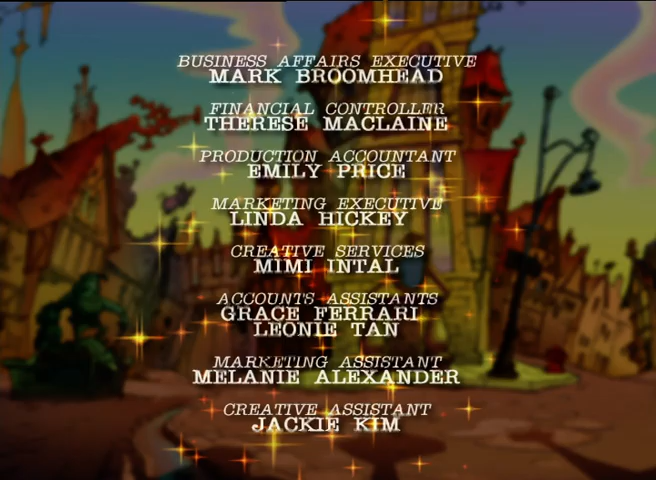 BUSINESS AFFAIRS EXECUTIVE
MARK BROOMHEAD
FINANCIAL CONTROLLER
THERESE MACLAINE
PRODUCTION ACCOUNTANT
EMILY PRICE
MARKETING EXECUTIVE
LINDA HICKEY
CREATIVE SERVICES
MIMI INTAL
ACCOUNTS ASSISTANTS
GRACE FERRARI
LEONIE TAN
MARKETING ASSISTANT
MELANIE ALEXANDER
CREATIVE ASSISTANT
JACKIE KIM